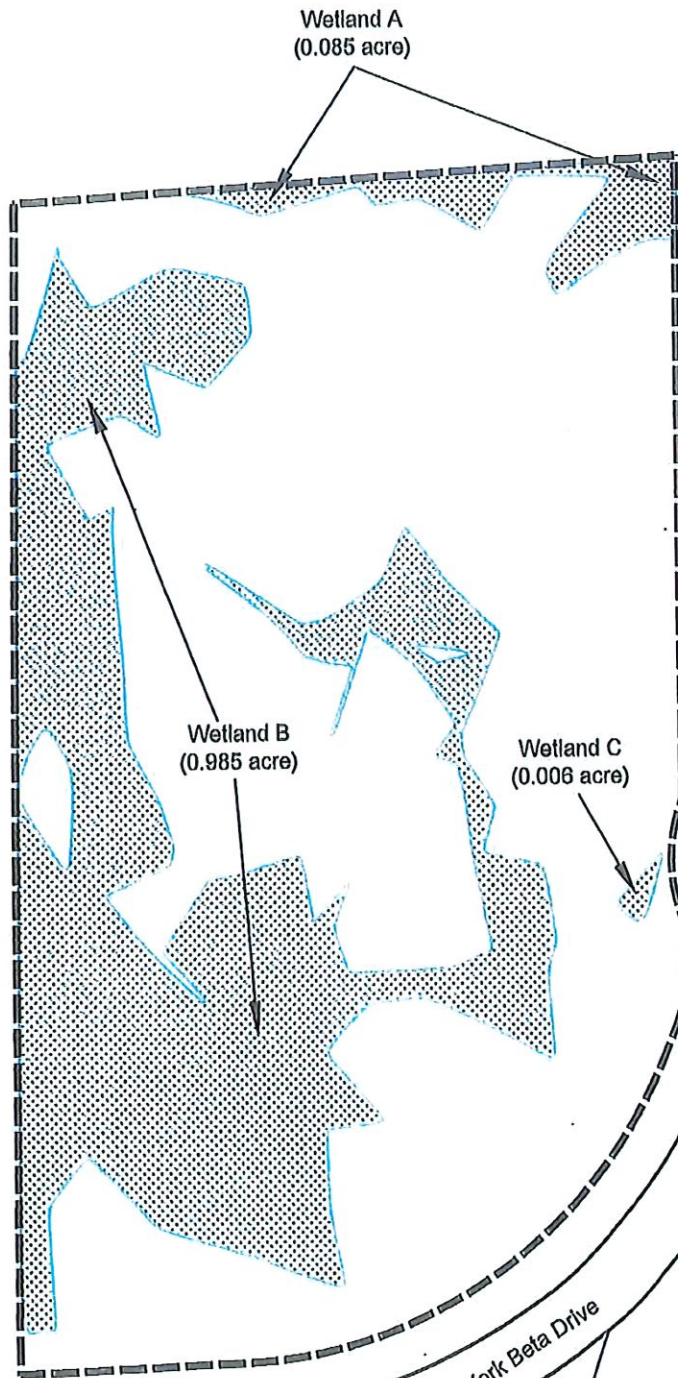 Wetland A
(0.085 acre)
Wetland B
(0.985 acre)
Wetland C
(0.006 acre)
Beta Drive